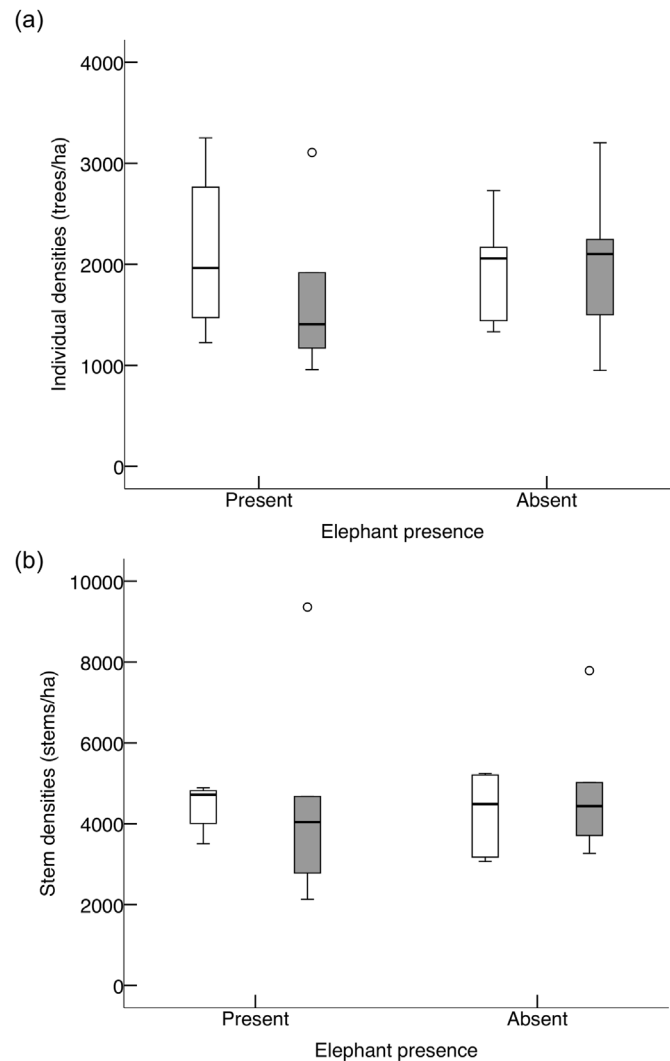 (a)
Individual densities (trees/ha)
4000
3000
2000
1000
0
Present Absent
Elephant presence
(b)
Stem densities (stems/ha)
10000
8000
6000
4000
2000
0
Present Absent
Elephant presence